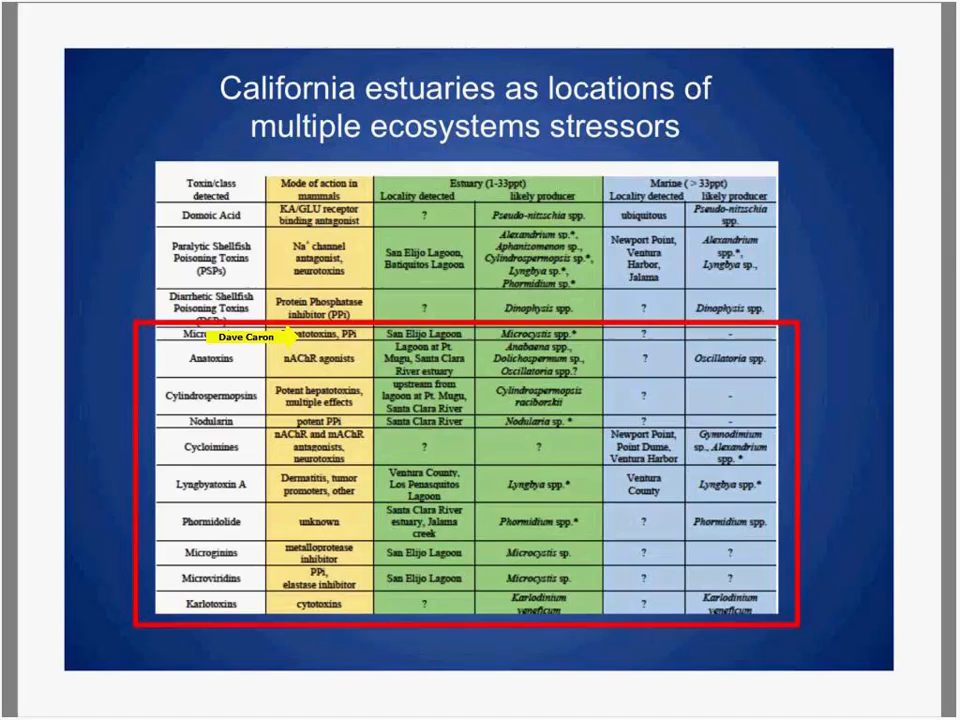 California estuaries as locations of
multiple ecosystems stressors
Toxin/class
detected
Mode of action in
mammals
Estuary (1-33ppt)
Locality detected likely producer
Marine ( > 33ppt)
Locality detected likely producer
Domoic Acid
KA/GLU receptor
binding antagonist
?
Pseudo-nitzschia spp.
ubiquitous
Pseudo-nitzschia
spp.
Paralytic Shellfish
Poisoning Toxins
(PSPs)
Na+ channel
antagonist,
neurotoxins
San Elijo Lagoon,
Batiquitos Lagoon
Alexandrium sp.*,
Aphanizomenon sp.,
Cylindrospermopsis sp.*,
Lyngbya sp.*,
Phormidium sp.*
Newport Point,
Ventura
Harbor,
Jalama
Alexandrium
spp.*,
Lyngbya sp.,
Diarrhetic Shellfish
Poisoning Toxins
(DSPs)
Protein Phosphatase
inhibitor (PPi)
?
Dinophysis spp.
?
Dinophysis spp.
Dave Caron
PPi
San Elijo Lagoon
Microcystis spp.*
?
-
Anatoxins
nAChR agonists
Lagoon at Pt.
Mugu, Santa Clara
River estuary
Anabaena spp.,
Dolichospermum sp.,
Oscillatoria spp.?
?
Oscillatoria spp.
Cylindrospermopsins
Potent hepatotoxins,
multiple effects
upstream from
lagoon at Pt. Mugu,
Santa Clara River
Cylindrospermopsis
raciborskii
?
-
Nodularin
potent PPi
Santa Clara River
Nodularia sp. *
?
-
Cycloimines
nAChR and mAChR
antagonists,
neurotoxins
?
?
Newport Point,
Point Dume,
Ventura Harbor
Gymnodimium
sp., Alexandrium
spp. *
Lyngbyatoxin A
Dermatitis, tumor
promoters, other
Ventura County,
Los Penasquitos
Lagoon
Lyngbya spp.*
Ventura
County
Lyngbya spp.*
Phormidolide
unknown
Santa Clara River
estuary, Jalama
creek
Phormidium spp.*
?
Phormidium spp.
Microginins
metalloprotease
inhibitor
San Elijo Lagoon
Microcystis sp.
?
?
Microviridins
PPi,
elastase inhibitor
San Elijo Lagoon
Microcystis sp.
?
?
Karlotoxins
cytotoxins
?
Karlodinium
veneficum
?
Karlodinium
veneficum